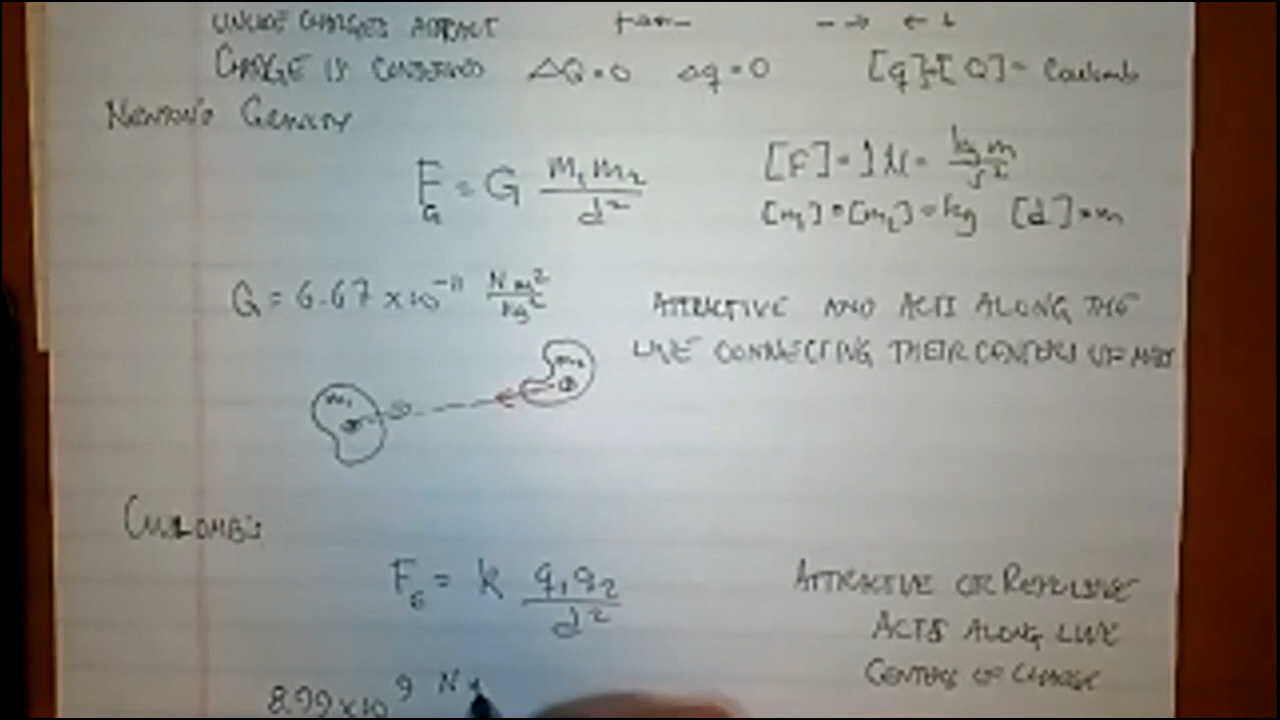 UNLIKE CHARGES ATTRACT +→←- -→ ←+
CHARGE IS CONSERVED ΔQ=0 Δq=0 [q]=[Q]= Coulomb
NEWTON'S GRAVITY
F_G = G m₁m₂/d² [F]=1N= kg m/s²
[m₁]=[m₂]=kg [d]=m
G = 6.67 ×10⁻¹¹ N m²/kg² ATTRACTIVE AND ACTS ALONG THE
LINE CONNECTING THEIR CENTERS OF MASS
m₁ m₂
COULOMB'S
F_E = k q₁q₂/d² ATTRACTIVE OR REPULSIVE
ACTS ALONG LINE
CENTERS OF CHARGE
8.99×10⁹ N